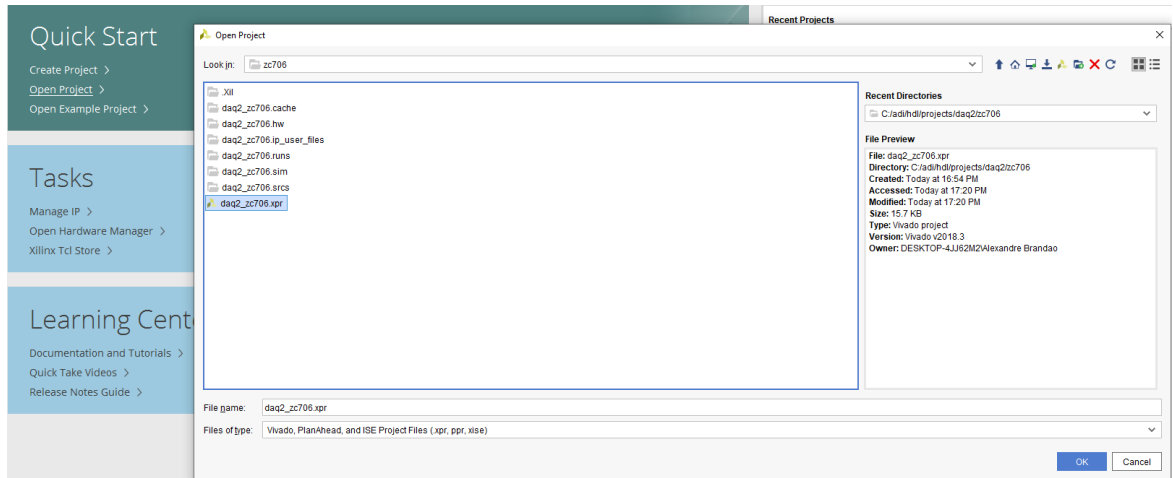 Quick Start
Create Project >
Open Project >
Open Example Project >
Tasks
Manage IP >
Open Hardware Manager >
Xilinx Tcl Store >
Learning Cent
Documentation and Tutorials >
Quick Take Videos >
Release Notes Guide >
Recent Projects
Open Project
Look in: zc706
.Xil
daq2_zc706.cache
daq2_zc706.hw
daq2_zc706.ip_user_files
daq2_zc706.runs
daq2_zc706.sim
daq2_zc706.srcs
daq2_zc706.xpr
Recent Directories
C:/adi/hdl/projects/daq2/zc706
File Preview
File: daq2_zc706.xpr
Directory: C:/adi/hdl/projects/daq2/zc706
Created: Today at 16:54 PM
Accessed: Today at 17:20 PM
Modified: Today at 17:20 PM
Size: 15.7 KB
Type: Vivado project
Version: Vivado v2018.3
Owner: DESKTOP-4JJ62M2\Alexandre Brandao
File name: daq2_zc706.xpr
Files of type: Vivado, PlanAhead, and ISE Project Files (.xpr, ppr, xise)
OK Cancel